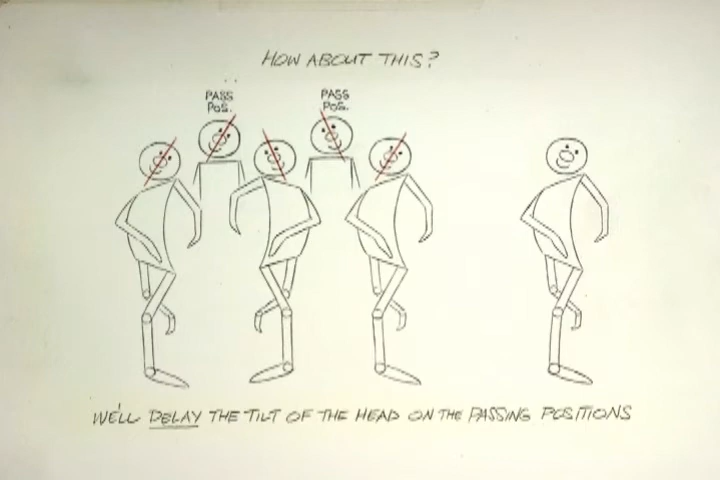 HOW ABOUT THIS?
PASS
POS.
PASS
POS.
WE'LL DELAY THE TILT OF THE HEAD ON THE PASSING POSITIONS